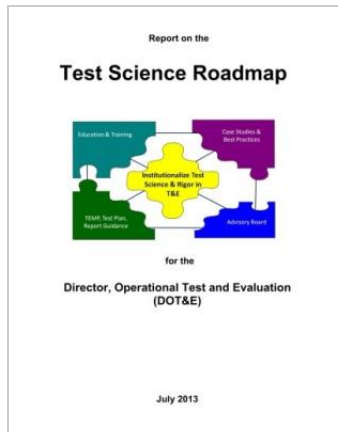 Report on the
Test Science Roadmap
Education & Training
Case Studies &
Best Practices
Institutionalize Test
Science & Rigor in
T&E
TEMP, Test Plan,
Report Guidance
Advisory Board
for the
Director, Operational Test and Evaluation
(DOT&E)
July 2013